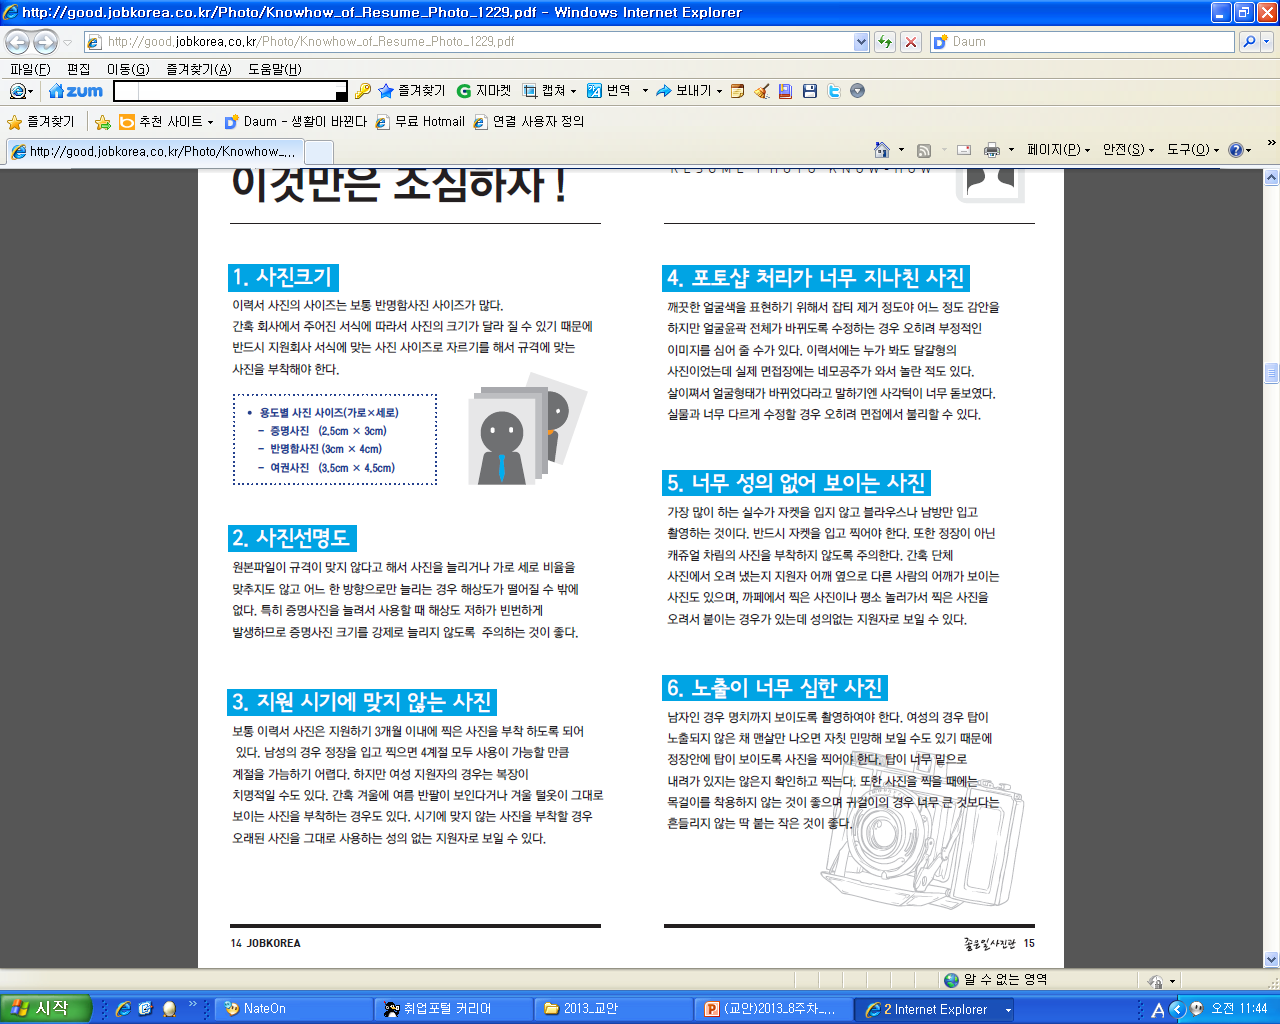 http://good.jobkorea.co.kr/Photo/Knowhow_of_Resume_Photo_1229.pdf - Windows Internet Explorer
http://good.jobkorea.co.kr/Photo/Knowhow_of_Resume_Photo_1229.pdf
Daum
파일(F) 편집 이동(G) 즐겨찾기(A) 도움말(H)
zum 즐겨찾기 지마켓 캡쳐 번역 보내기
즐겨찾기 추천 사이트 Daum - 생활이 바뀐다 무료 Hotmail 연결 사용자 정의
http://good.jobkorea.co.kr/Photo/Knowhow_... 페이지(P) 안전(S) 도구(O)
이것만은 조심하자!
RESUME PHOTO KNOW-HOW
1. 사진크기
이력서 사진의 사이즈는 보통 반명함사진 사이즈가 많다.
간혹 회사에서 주어진 서식에 따라서 사진의 크기가 달라 질 수 있기 때문에
반드시 지원회사 서식에 맞는 사진 사이즈로 자르기를 해서 규격에 맞는
사진을 부착해야 한다.
• 용도별 사진 사이즈(가로×세로)
- 증명사진 (2.5cm × 3cm)
- 반명함사진 (3cm × 4cm)
- 여권사진 (3.5cm × 4.5cm)
2. 사진선명도
원본파일이 규격이 맞지 않다고 해서 사진을 늘리거나 가로 세로 비율을
맞추지도 않고 어느 한 방향으로만 늘리는 경우 해상도가 떨어질 수 밖에
없다. 특히 증명사진을 늘려서 사용할 때 해상도 저하가 빈번하게
발생하므로 증명사진 크기를 강제로 늘리지 않도록 주의하는 것이 좋다.
3. 지원 시기에 맞지 않는 사진
보통 이력서 사진은 지원하기 3개월 이내에 찍은 사진을 부착 하도록 되어
있다. 남성의 경우 정장을 입고 찍으면 4계절 모두 사용이 가능할 만큼
계절을 가늠하기 어렵다. 하지만 여성 지원자의 경우는 복장이
치명적일 수도 있다. 간혹 겨울에 여름 반팔이 보인다거나 겨울 털옷이 그대로
보이는 사진을 부착하는 경우도 있다. 시기에 맞지 않는 사진을 부착할 경우
오래된 사진을 그대로 사용하는 성의 없는 지원자로 보일 수 있다.
14 JOBKOREA
4. 포토샵 처리가 너무 지나친 사진
깨끗한 얼굴색을 표현하기 위해서 잡티 제거 정도야 어느 정도 감안을
하지만 얼굴윤곽 전체가 바뀌도록 수정하는 경우 오히려 부정적인
이미지를 심어 줄 수가 있다. 이력서에는 누가 봐도 달걀형의
사진이었는데 실제 면접장에는 네모공주가 와서 놀란 적도 있다.
살이쪄서 얼굴형태가 바뀌었다라고 말하기엔 사각턱이 너무 돋보였다.
실물과 너무 다르게 수정할 경우 오히려 면접에서 불리할 수 있다.
5. 너무 성의 없어 보이는 사진
가장 많이 하는 실수가 자켓을 입지 않고 블라우스나 남방만 입고
촬영하는 것이다. 반드시 자켓을 입고 찍어야 한다. 또한 정장이 아닌
캐쥬얼 차림의 사진을 부착하지 않도록 주의한다. 간혹 단체
사진에서 오려 냈는지 지원자 어깨 옆으로 다른 사람의 어깨가 보이는
사진도 있으며, 까페에서 찍은 사진이나 평소 놀러가서 찍은 사진을
오려서 붙이는 경우가 있는데 성의없는 지원자로 보일 수 있다.
6. 노출이 너무 심한 사진
남자인 경우 명치까지 보이도록 촬영하여야 한다. 여성의 경우 탑이
노출되지 않은 채 맨살만 나오면 자칫 민망해 보일 수도 있기 때문에
정장안에 탑이 보이도록 사진을 찍어야 한다. 탑이 너무 밑으로
내려가 있지는 않은지 확인하고 찍는다. 또한 사진을 찍을 때에는
목걸이를 착용하지 않는 것이 좋으며 귀걸이의 경우 너무 큰 것보다는
흔들리지 않는 딱 붙는 작은 것이 좋다.
좋은일사진관 15
알 수 없는 영역
시작 NateOn 취업포털 커리어 2013_교안 (교안)2013_8주차_... 2 Internet Explorer A 오전 11:44